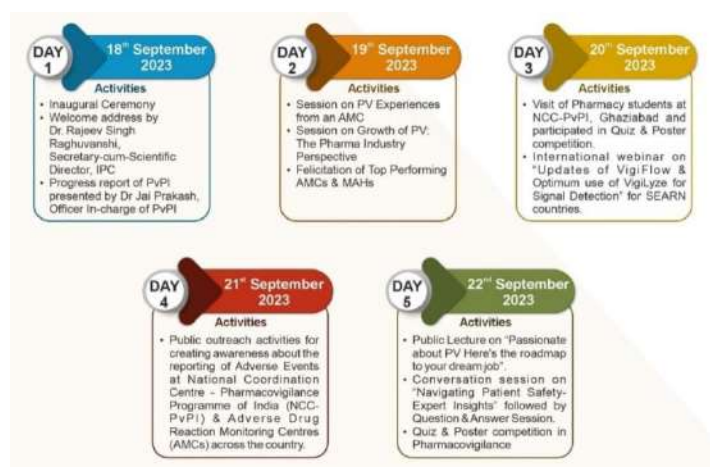 DAY 1
18th September
2023
Activities
• Inaugural Ceremony
• Welcome address by
Dr. Rajeev Singh
Raghuvanshi,
Secretary-cum-Scientific
Director, IPC
• Progress report of PvPI
presented by Dr Jai Prakash,
Officer In-charge of PvPI
DAY 2
19th September
2023
Activities
• Session on PV Experiences
from an AMC
• Session on Growth of PV:
The Pharma Industry
Perspective
• Felicitation of Top Performing
AMCs & MAHs
DAY 3
20th September
2023
Activities
• Visit of Pharmacy students at
NCC-PvPI, Ghaziabad and
participated in Quiz & Poster
competition.
• International webinar on
"Updates of VigiFlow &
Optimum use of VigiLyze for
Signal Detection" for SEARN
countries.
DAY 4
21st September
2023
Activities
• Public outreach activities for
creating awareness about the
reporting of Adverse Events
at National Coordination
Centre - Pharmacovigilance
Programme of India (NCC-
PvPI) & Adverse Drug
Reaction Monitoring Centres
(AMCs) across the country.
DAY 5
22nd September
2023
Activities
• Public Lecture on "Passionate
about PV Here's the roadmap
to your dream job".
• Conversation session on
"Navigating Patient Safety-
Expert Insights" followed by
Question & Answer Session.
• Quiz & Poster competition in
Pharmacovigilance